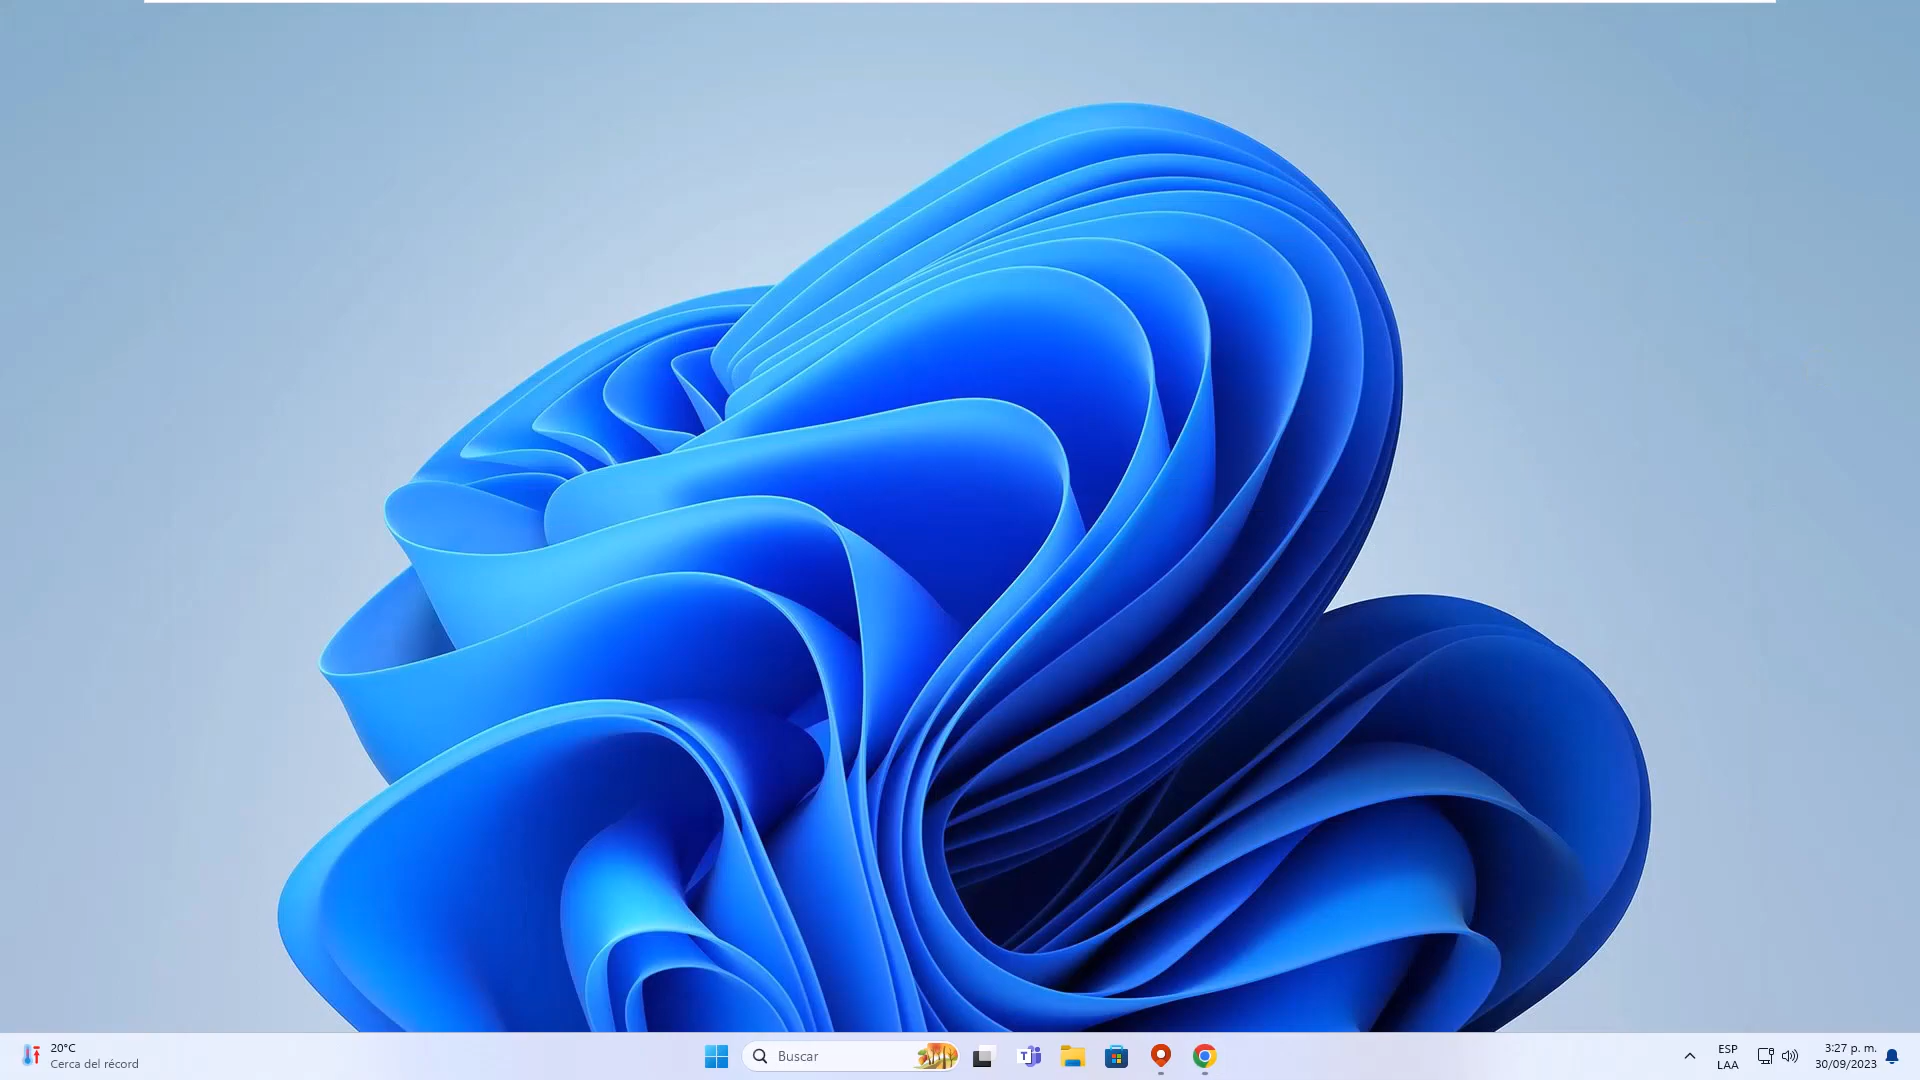 20°C
Cerca del récord
Buscar
ESP
LAA
3:27 p. m.
30/09/2023